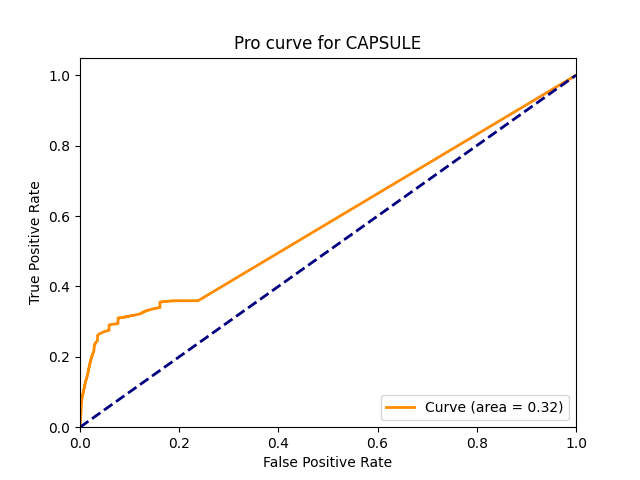 Pro curve for CAPSULE
True Positive Rate
1.0
0.8
0.6
0.4
0.2
0.0
0.0 0.2 0.4 0.6 0.8 1.0
False Positive Rate
Curve (area = 0.32)